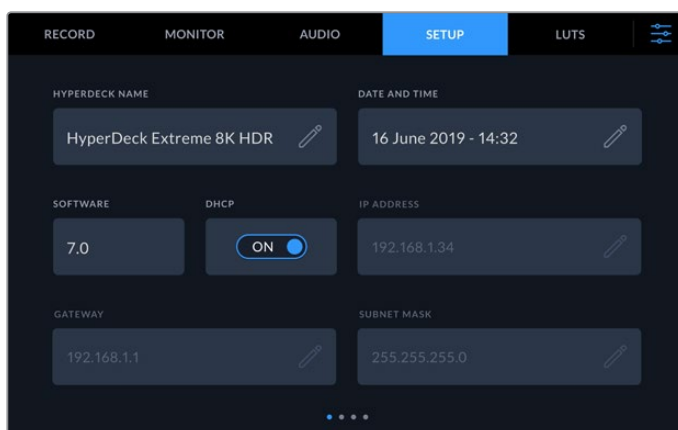 RECORD MONITOR AUDIO SETUP LUTS
HYPERDECK NAME DATE AND TIME
HyperDeck Extreme 8K HDR 16 June 2019 - 14:32
SOFTWARE DHCP IP ADDRESS
7.0 ON 192.168.1.34
GATEWAY SUBNET MASK
192.168.1.1 255.255.255.0